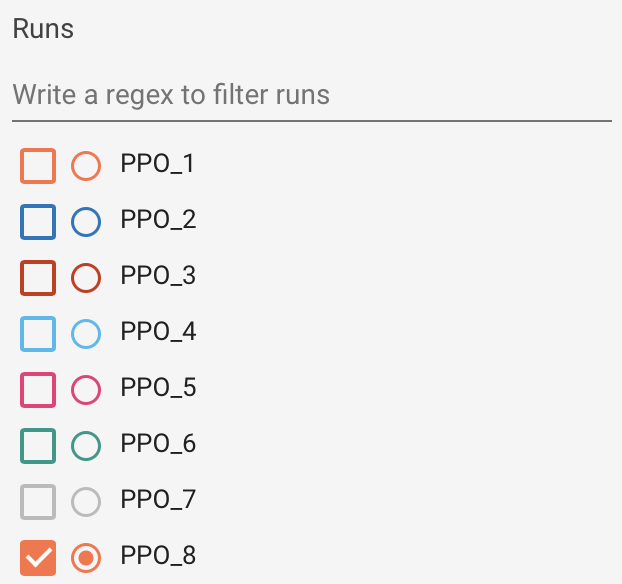 Runs
Write a regex to filter runs
PPO_1
PPO_2
PPO_3
PPO_4
PPO_5
PPO_6
PPO_7
PPO_8